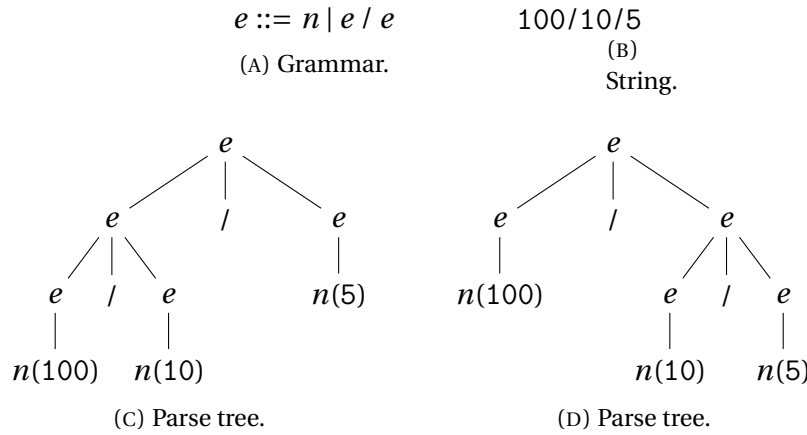 e ::= n | e / e 100/10/5
(A) Grammar. (B)
String.
e e
e / e e / e
e / e n(5) n(100) e / e
n(100) n(10) n(10) n(5)
(C) Parse tree. (D) Parse tree.